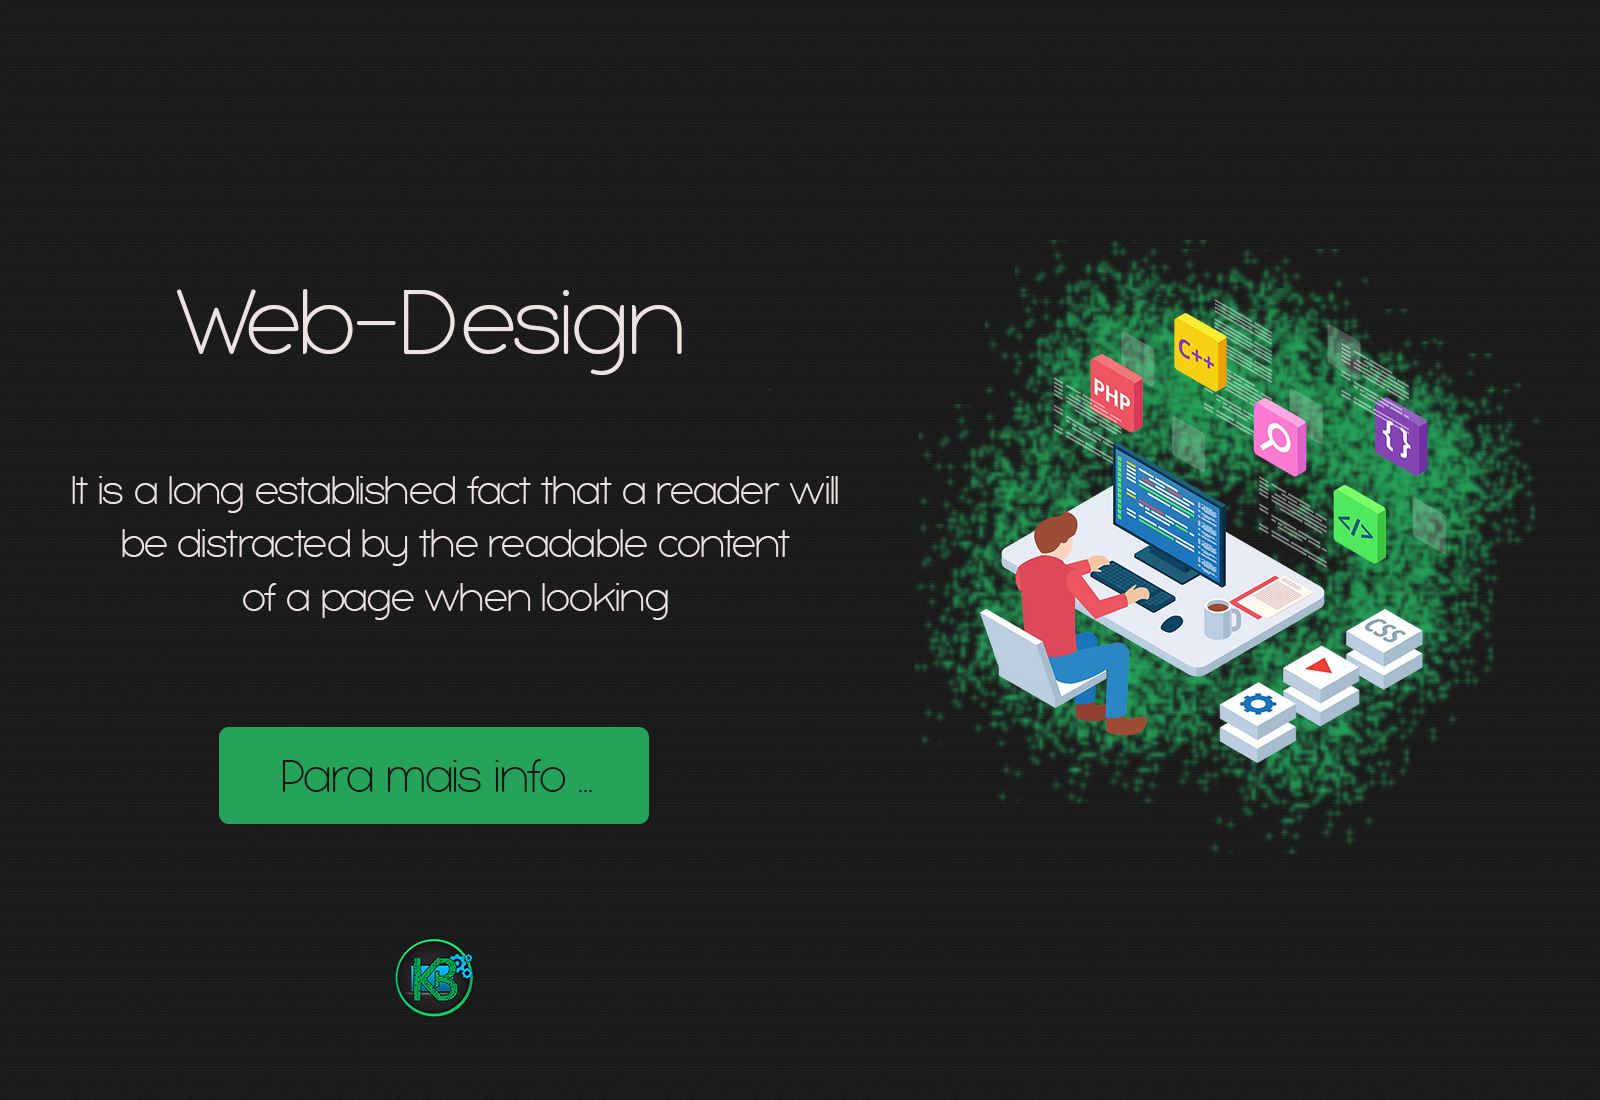 Web-Design
It is a long established fact that a reader will
be distracted by the readable content
of a page when looking
Para mais info ...
KB
C++
PHP
{}
</>
CSS